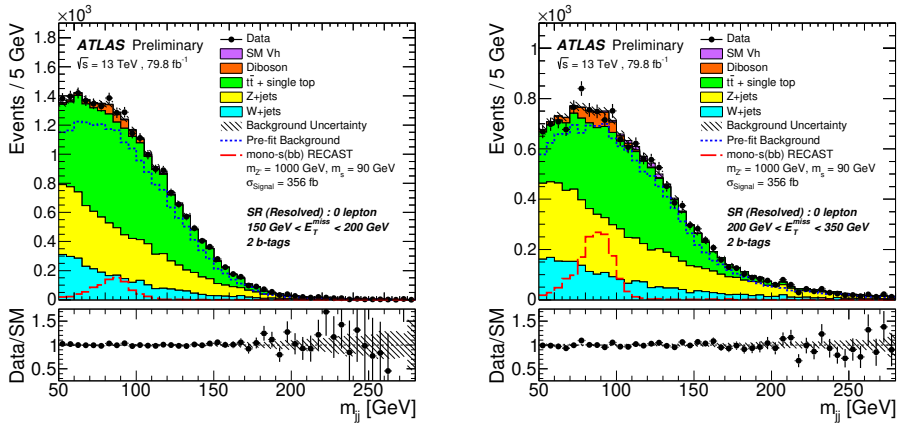 ×10³
1.8
1.6
1.4
1.2
1
0.8
0.6
0.4
0.2
0
Events / 5 GeV
ATLAS Preliminary
√s = 13 TeV , 79.8 fb⁻¹
Data
SM Vh
Diboson
tt̄ + single top
Z+jets
W+jets
Background Uncertainty
Pre-fit Background
mono-s(bb) RECAST
m_Z' = 1000 GeV, m_s = 90 GeV
σ_Signal = 356 fb
SR (Resolved) : 0 lepton
150 GeV < E_T^miss < 200 GeV
2 b-tags
Data/SM
1.5
1
0.5
50 100 150 200 250
m_jj [GeV]
×10³
1
0.8
0.6
0.4
0.2
0
Events / 5 GeV
ATLAS Preliminary
√s = 13 TeV , 79.8 fb⁻¹
Data
SM Vh
Diboson
tt̄ + single top
Z+jets
W+jets
Background Uncertainty
Pre-fit Background
mono-s(bb) RECAST
m_Z' = 1000 GeV, m_s = 90 GeV
σ_Signal = 356 fb
SR (Resolved) : 0 lepton
200 GeV < E_T^miss < 350 GeV
2 b-tags
Data/SM
1.5
1
0.5
50 100 150 200 250
m_jj [GeV]